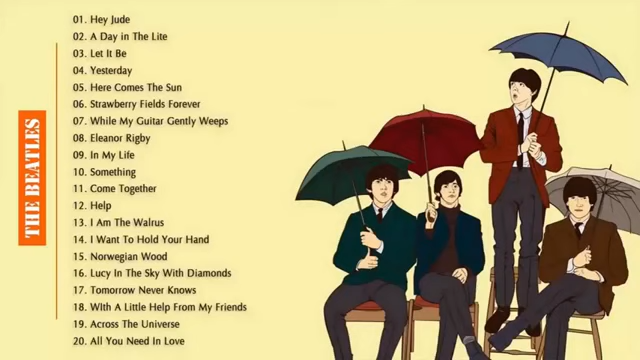 THE BEATLES
01. Hey Jude
02. A Day in The Lite
03. Let It Be
04. Yesterday
05. Here Comes The Sun
06. Strawberry Fields Forever
07. While My Guitar Gently Weeps
08. Eleanor Rigby
09. In My Life
10. Something
11. Come Together
12. Help
13. I Am The Walrus
14. I Want To Hold Your Hand
15. Norwegian Wood
16. Lucy In The Sky With Diamonds
17. Tomorrow Never Knows
18. WIth A Little Help From My Friends
19. Across The Universe
20. All You Need In Love